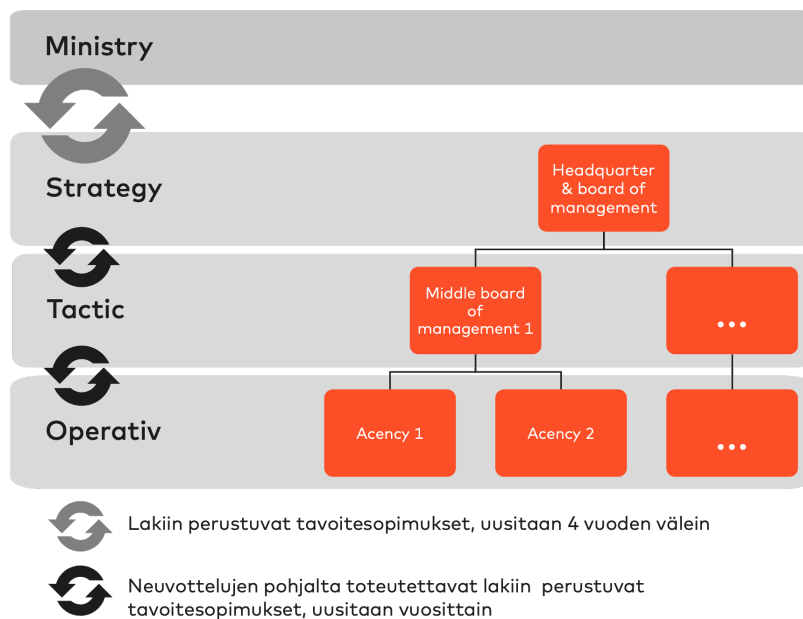 Ministry
Strategy
Headquarter
& board of
management
Tactic
Middle board
of
management 1
...
Operativ
Acency 1
Acency 2
...
Lakiin perustuvat tavoitesopimukset, uusitaan 4 vuoden välein
Neuvottelujen pohjalta toteutettavat lakiin perustuvat
tavoitesopimukset, uusitaan vuosittain